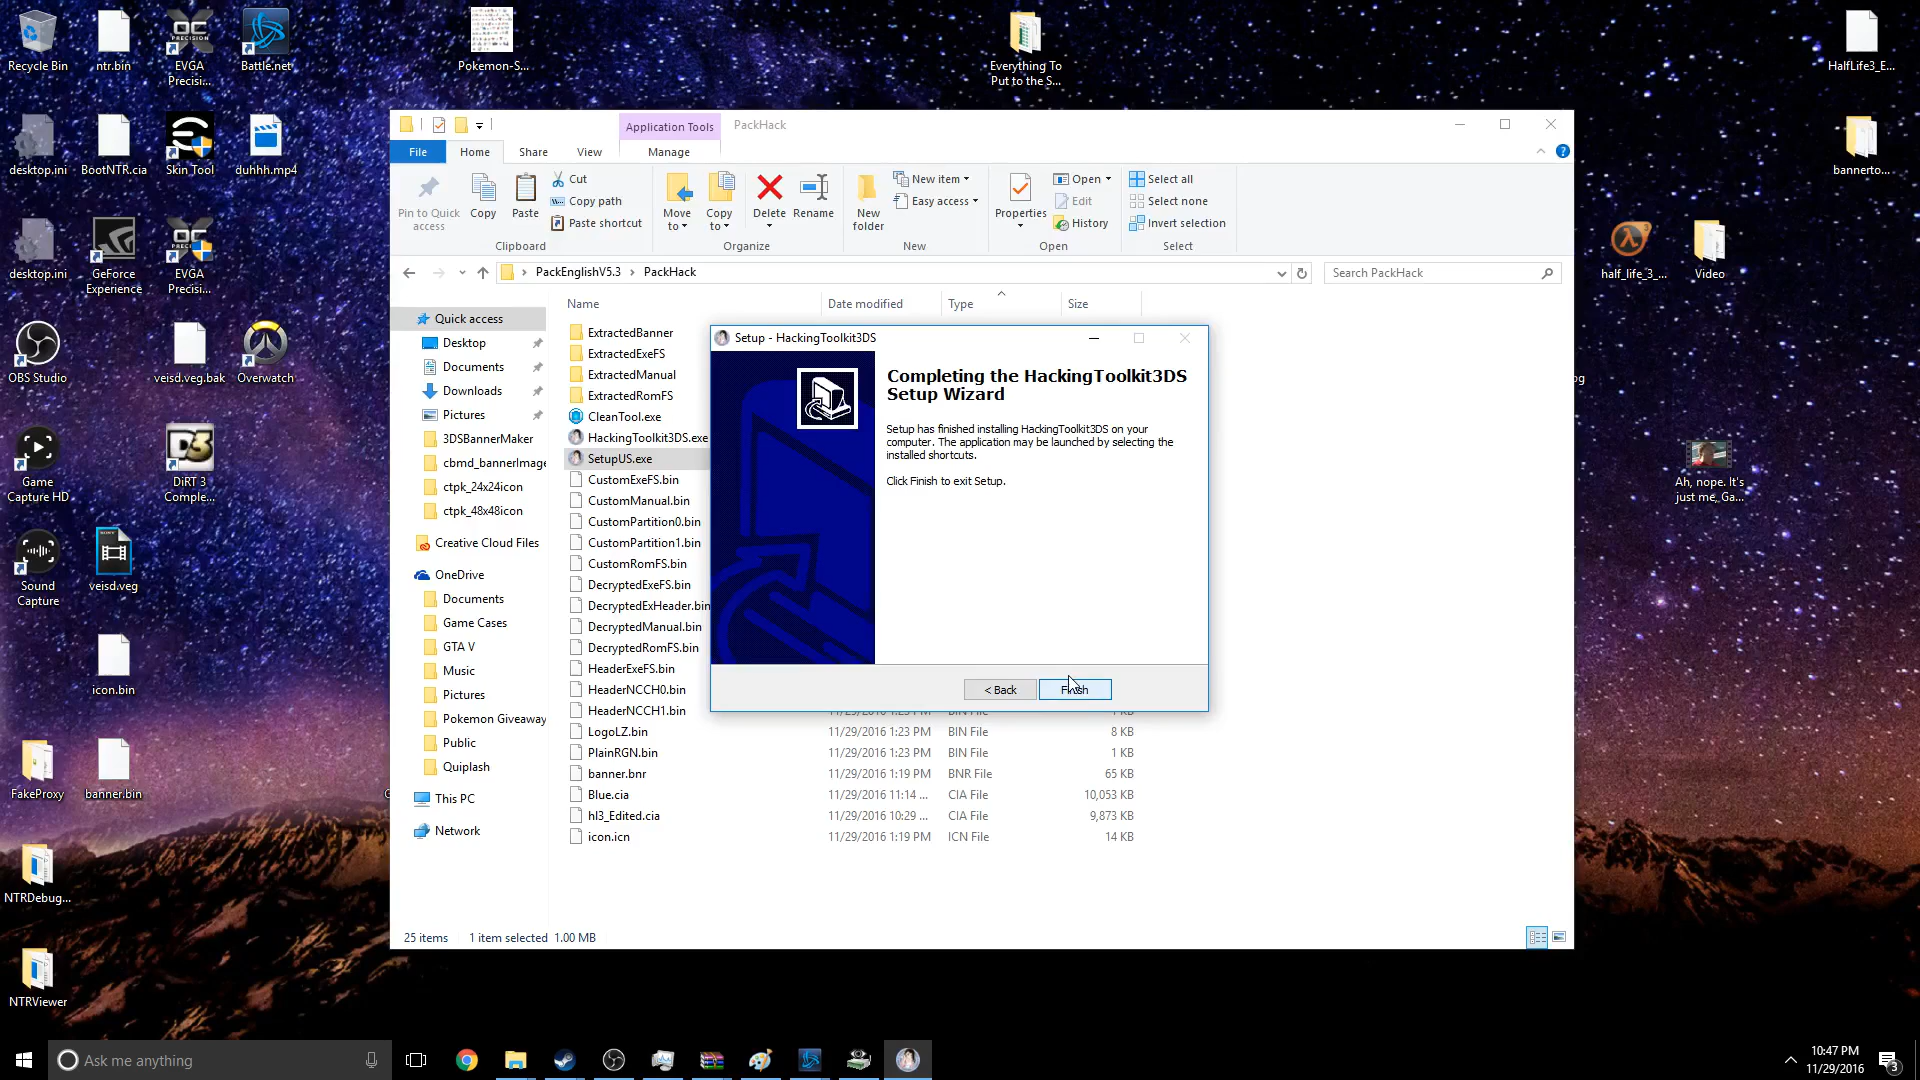 Recycle Bin
ntr.bin
EVGA
Precisi...
Battle.net
Pokemon-S...
Everything To
Put to the S...
HalfLife3_E...
desktop.ini
BootNTR.cia
Skin Tool
duhhh.mp4
bannerto...
desktop.ini
GeForce
Experience
EVGA
Precisi...
half_life_3_...
Video
OBS Studio
veisd.veg.bak
Overwatch
Game
Capture HD
DiRT 3
Comple...
Ah, nope. It's
just me, Ga...
Sound
Capture
veisd.veg
icon.bin
FakeProxy
banner.bin
NTRDebug...
NTRViewer
Application Tools
PackHack
File
Home
Share
View
Manage
Pin to Quick
access
Copy
Paste
Cut
Copy path
Paste shortcut
Clipboard
Move
to
Copy
to
Delete
Rename
Organize
New
folder
New item
Easy access
New
Properties
Open
Edit
History
Open
Select all
Select none
Invert selection
Select
PackEnglishV5.3 > PackHack
Search PackHack
Name
Date modified
Type
Size
Quick access
Desktop
Documents
Downloads
Pictures
3DSBannerMaker
cbmd_bannerImage
ctpk_24x24icon
ctpk_48x48icon
Creative Cloud Files
OneDrive
Documents
Game Cases
GTA V
Music
Pictures
Pokemon Giveaway
Public
Quiplash
This PC
Network
ExtractedBanner
ExtractedExeFS
ExtractedManual
ExtractedRomFS
CleanTool.exe
HackingToolkit3DS.exe
SetupUS.exe
CustomExeFS.bin
CustomManual.bin
CustomPartition0.bin
CustomPartition1.bin
CustomRomFS.bin
DecryptedExeFS.bin
DecryptedExHeader.bin
DecryptedManual.bin
DecryptedRomFS.bin
HeaderExeFS.bin
HeaderNCCH0.bin
HeaderNCCH1.bin
LogoLZ.bin 11/29/2016 1:23 PM BIN File 8 KB
PlainRGN.bin 11/29/2016 1:23 PM BIN File 1 KB
banner.bnr 11/29/2016 1:19 PM BNR File 65 KB
Blue.cia 11/29/2016 11:14 ... CIA File 10,053 KB
hl3_Edited.cia 11/29/2016 10:29 ... CIA File 9,873 KB
icon.icn 11/29/2016 1:19 PM ICN File 14 KB
25 items 1 item selected 1.00 MB
Setup - HackingToolkit3DS
Completing the HackingToolkit3DS
Setup Wizard
Setup has finished installing HackingToolkit3DS on your
computer. The application may be launched by selecting the
installed shortcuts.
Click Finish to exit Setup.
< Back
Finish
Ask me anything
10:47 PM
11/29/2016
3